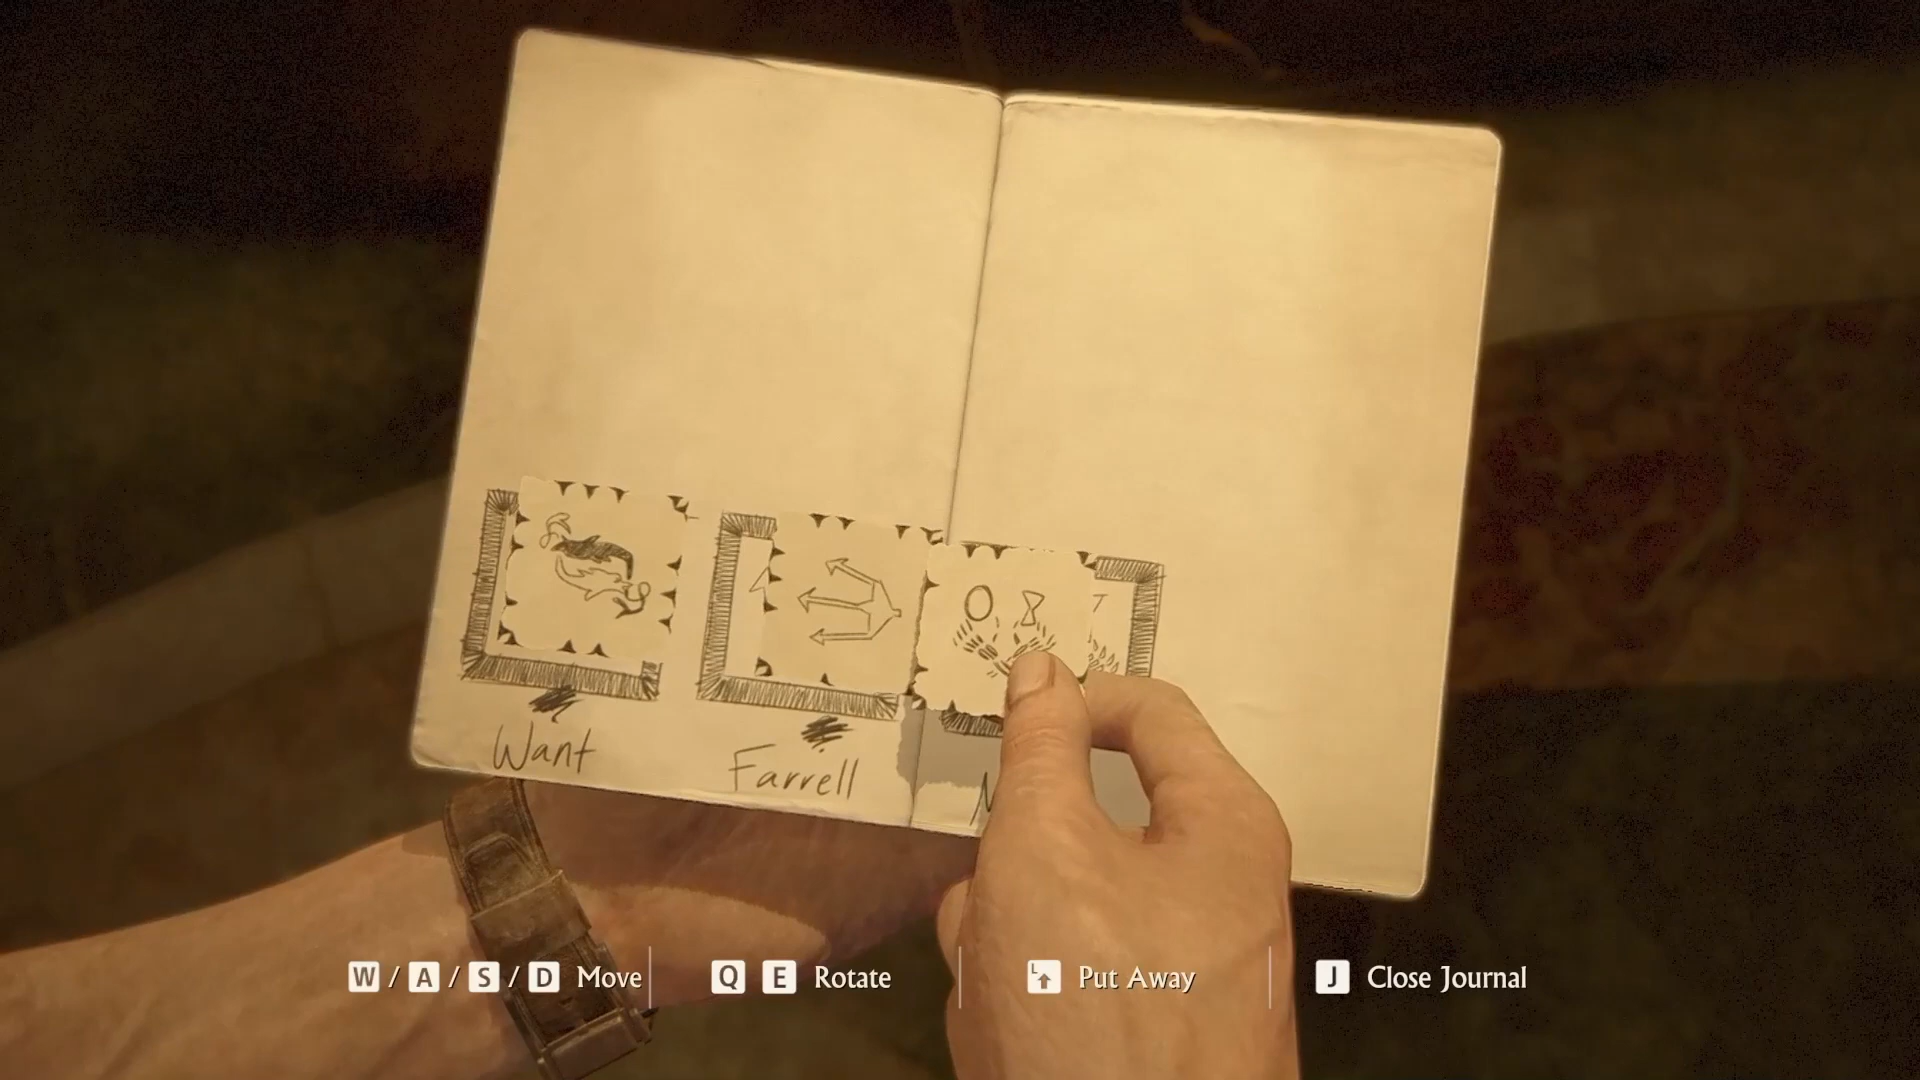 Want
Farrell
W / A / S / D Move
Q E Rotate
Put Away
J Close Journal